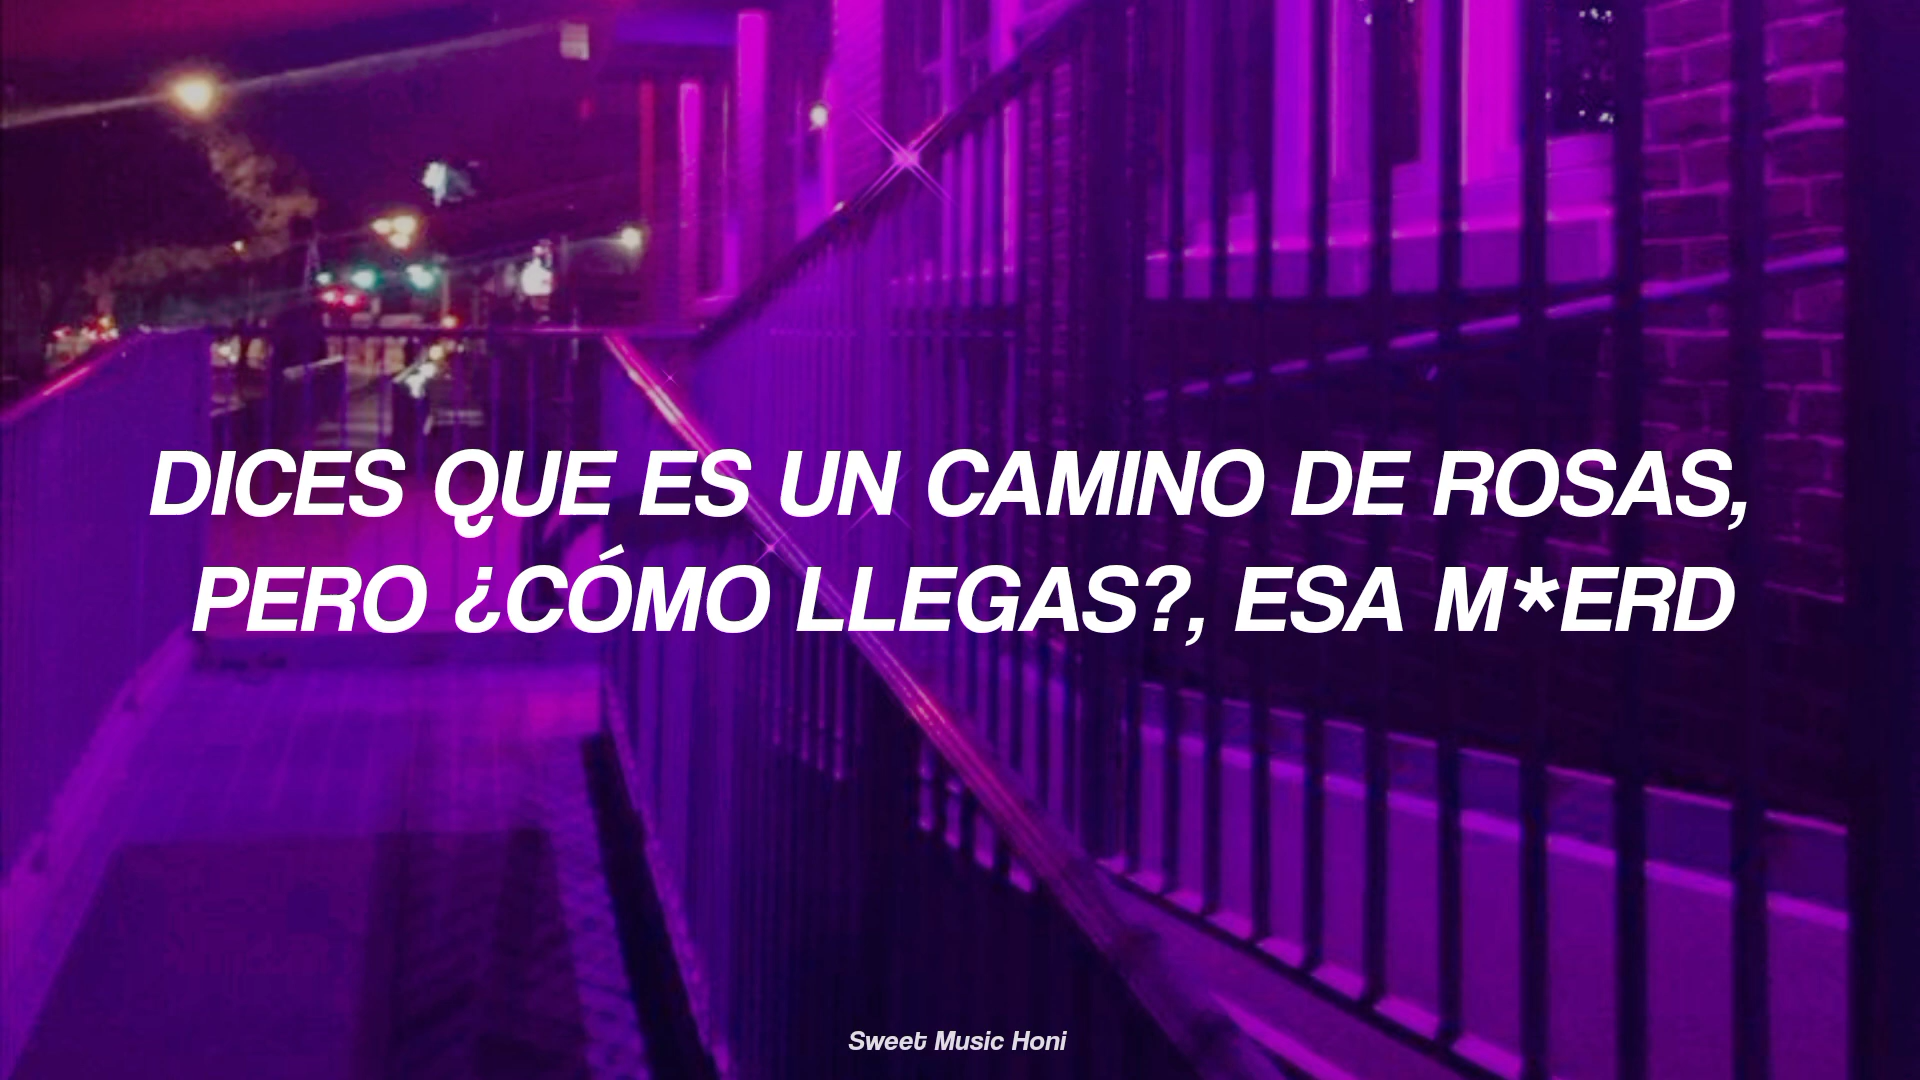 DICES QUE ES UN CAMINO DE ROSAS,
PERO ¿CÓMO LLEGAS?, ESA M*ERD
Sweet Music Honi